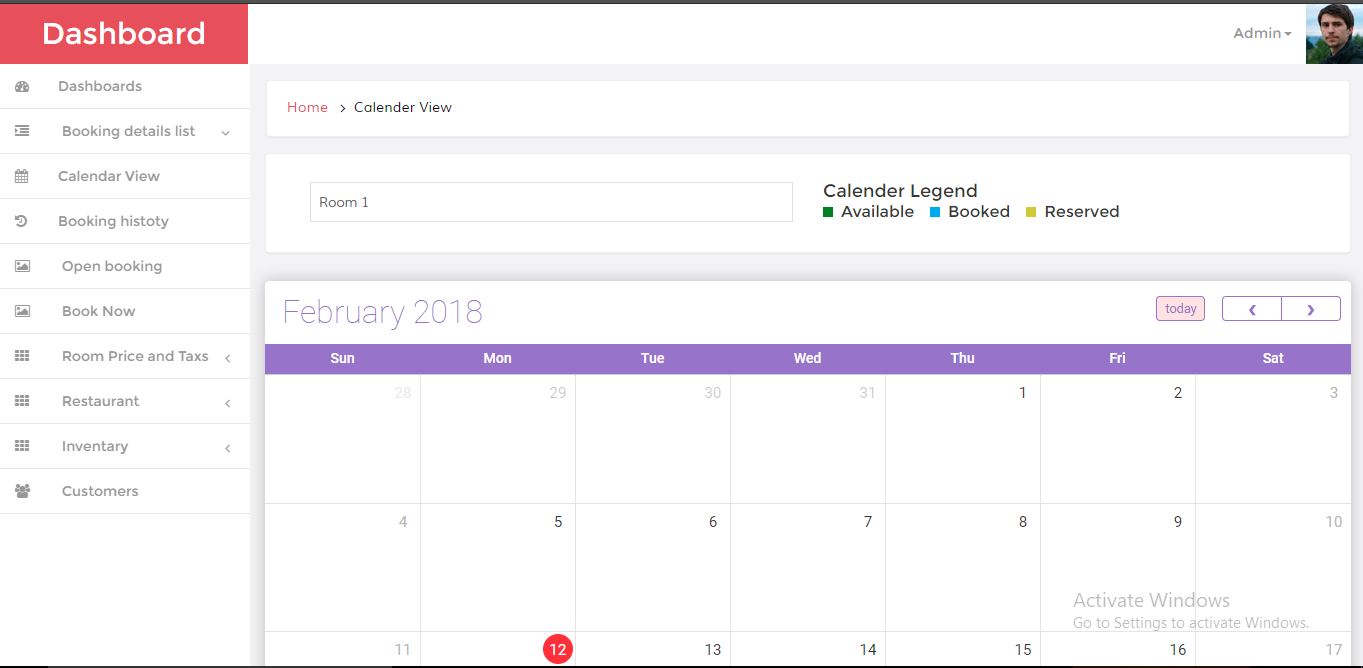 Dashboard
Admin
Dashboards
Booking details list
Calendar View
Booking histoty
Open booking
Book Now
Room Price and Taxs
Restaurant
Inventory
Customers
Home > Calender View
Room 1
Calender Legend
Available Booked Reserved
February 2018
today
Sun Mon Tue Wed Thu Fri Sat
28 29 30 31 1 2 3
4 5 6 7 8 9 10
Activate Windows
Go to Settings to activate Windows.
11 12 13 14 15 16 17